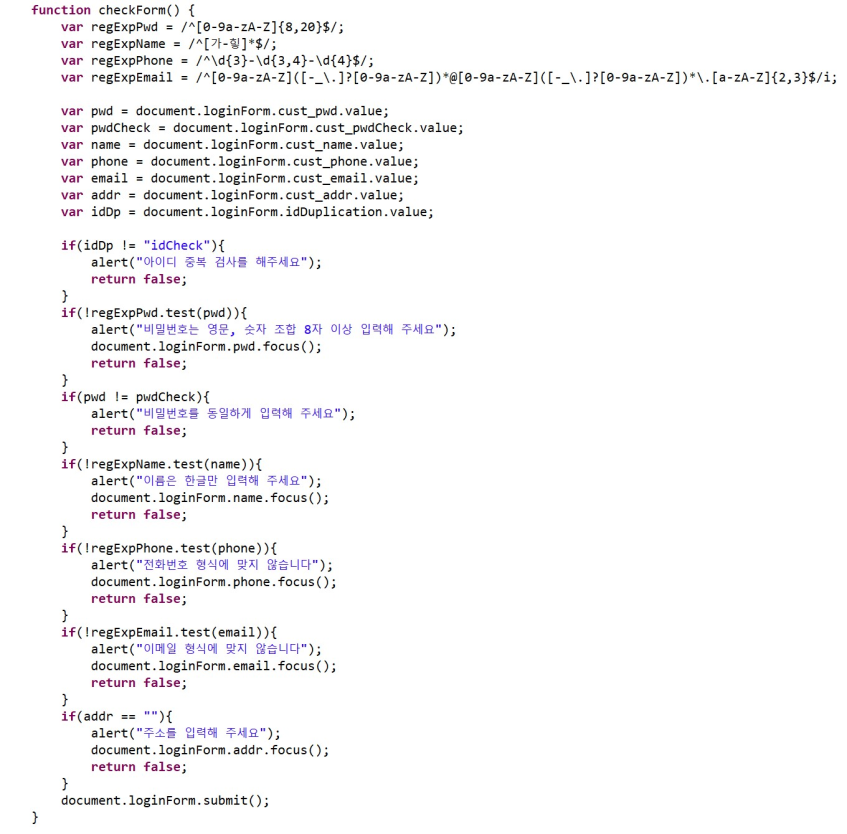 function checkForm() {
var regExpPwd = /^[0-9a-zA-Z]{8,20}$/;
var regExpName = /^[가-힣]*$/;
var regExpPhone = /^\d{3}-\d{3,4}-\d{4}$/;
var regExpEmail = /^[0-9a-zA-Z]([-_\.]?[0-9a-zA-Z])*@[0-9a-zA-Z]([-_\.]?[0-9a-zA-Z])*\.[a-zA-Z]{2,3}$/i;
var pwd = document.loginForm.cust_pwd.value;
var pwdCheck = document.loginForm.cust_pwdCheck.value;
var name = document.loginForm.cust_name.value;
var phone = document.loginForm.cust_phone.value;
var email = document.loginForm.cust_email.value;
var addr = document.loginForm.cust_addr.value;
var idDp = document.loginForm.idDuplication.value;
if(idDp != "idCheck"){
alert("아이디 중복 검사를 해주세요");
return false;
}
if(!regExpPwd.test(pwd)){
alert("비밀번호는 영문, 숫자 조합 8자 이상 입력해 주세요");
document.loginForm.pwd.focus();
return false;
}
if(pwd != pwdCheck){
alert("비밀번호를 동일하게 입력해 주세요");
return false;
}
if(!regExpName.test(name)){
alert("이름은 한글만 입력해 주세요");
document.loginForm.name.focus();
return false;
}
if(!regExpPhone.test(phone)){
alert("전화번호 형식에 맞지 않습니다");
document.loginForm.phone.focus();
return false;
}
if(!regExpEmail.test(email)){
alert("이메일 형식에 맞지 않습니다");
document.loginForm.email.focus();
return false;
}
if(addr == ""){
alert("주소를 입력해 주세요");
document.loginForm.addr.focus();
return false;
}
document.loginForm.submit();
}